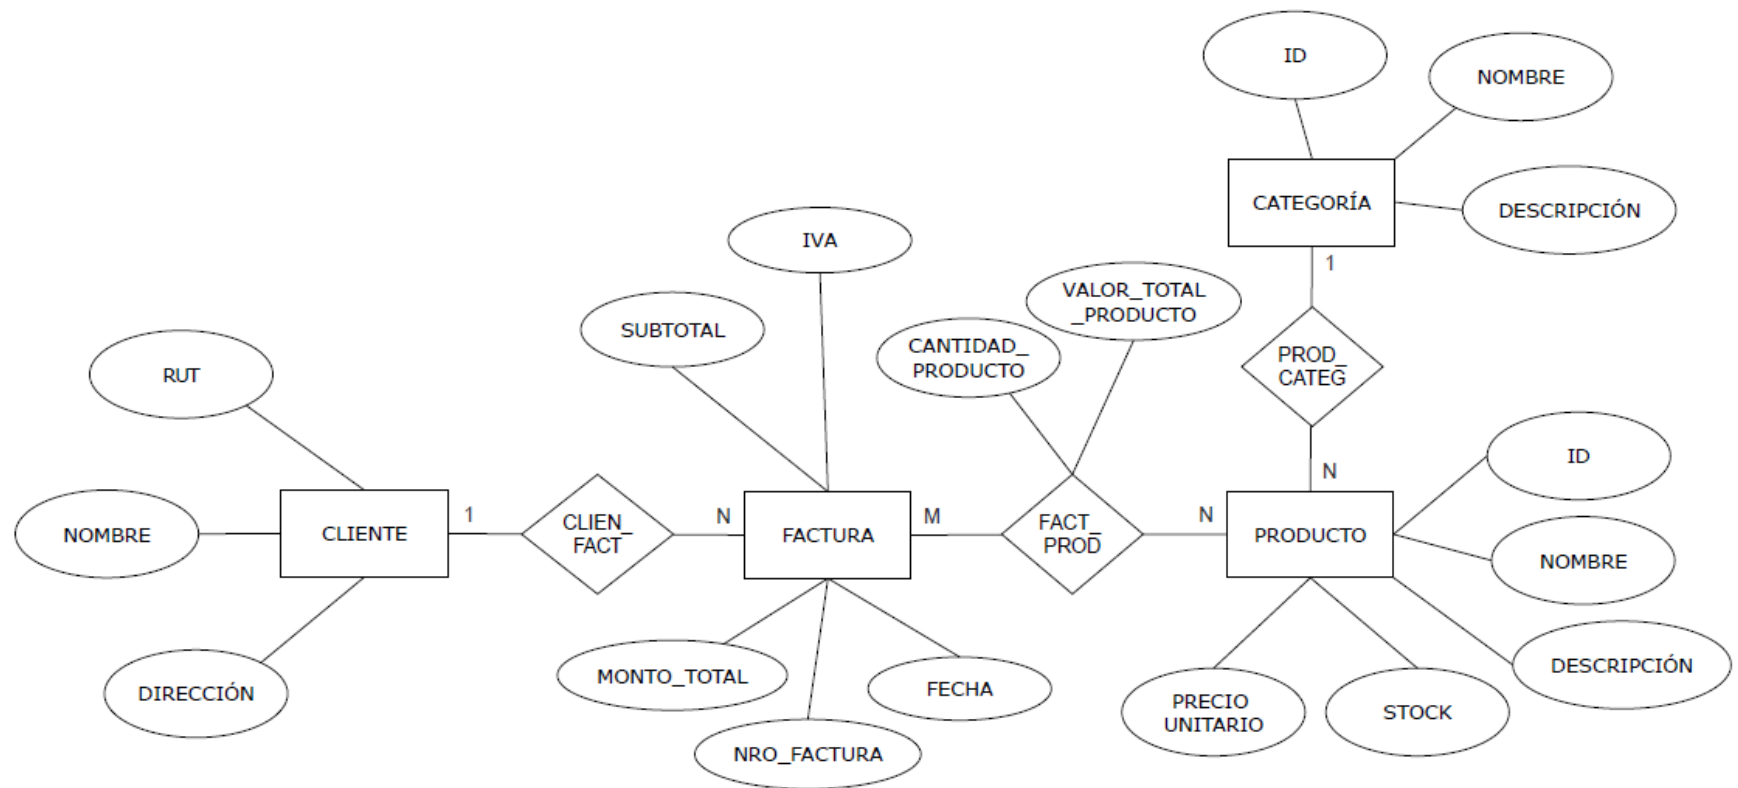 ID
NOMBRE
CATEGORÍA
DESCRIPCIÓN
1
IVA
SUBTOTAL
VALOR_TOTAL
_PRODUCTO
CANTIDAD_
PRODUCTO
PROD_
CATEG
RUT
NOMBRE
CLIENTE
DIRECCIÓN
1
CLIEN_
FACT
N
FACTURA
M
FACT_
PROD
N
PRODUCTO
N
ID
NOMBRE
DESCRIPCIÓN
MONTO_TOTAL
NRO_FACTURA
FECHA
PRECIO
UNITARIO
STOCK